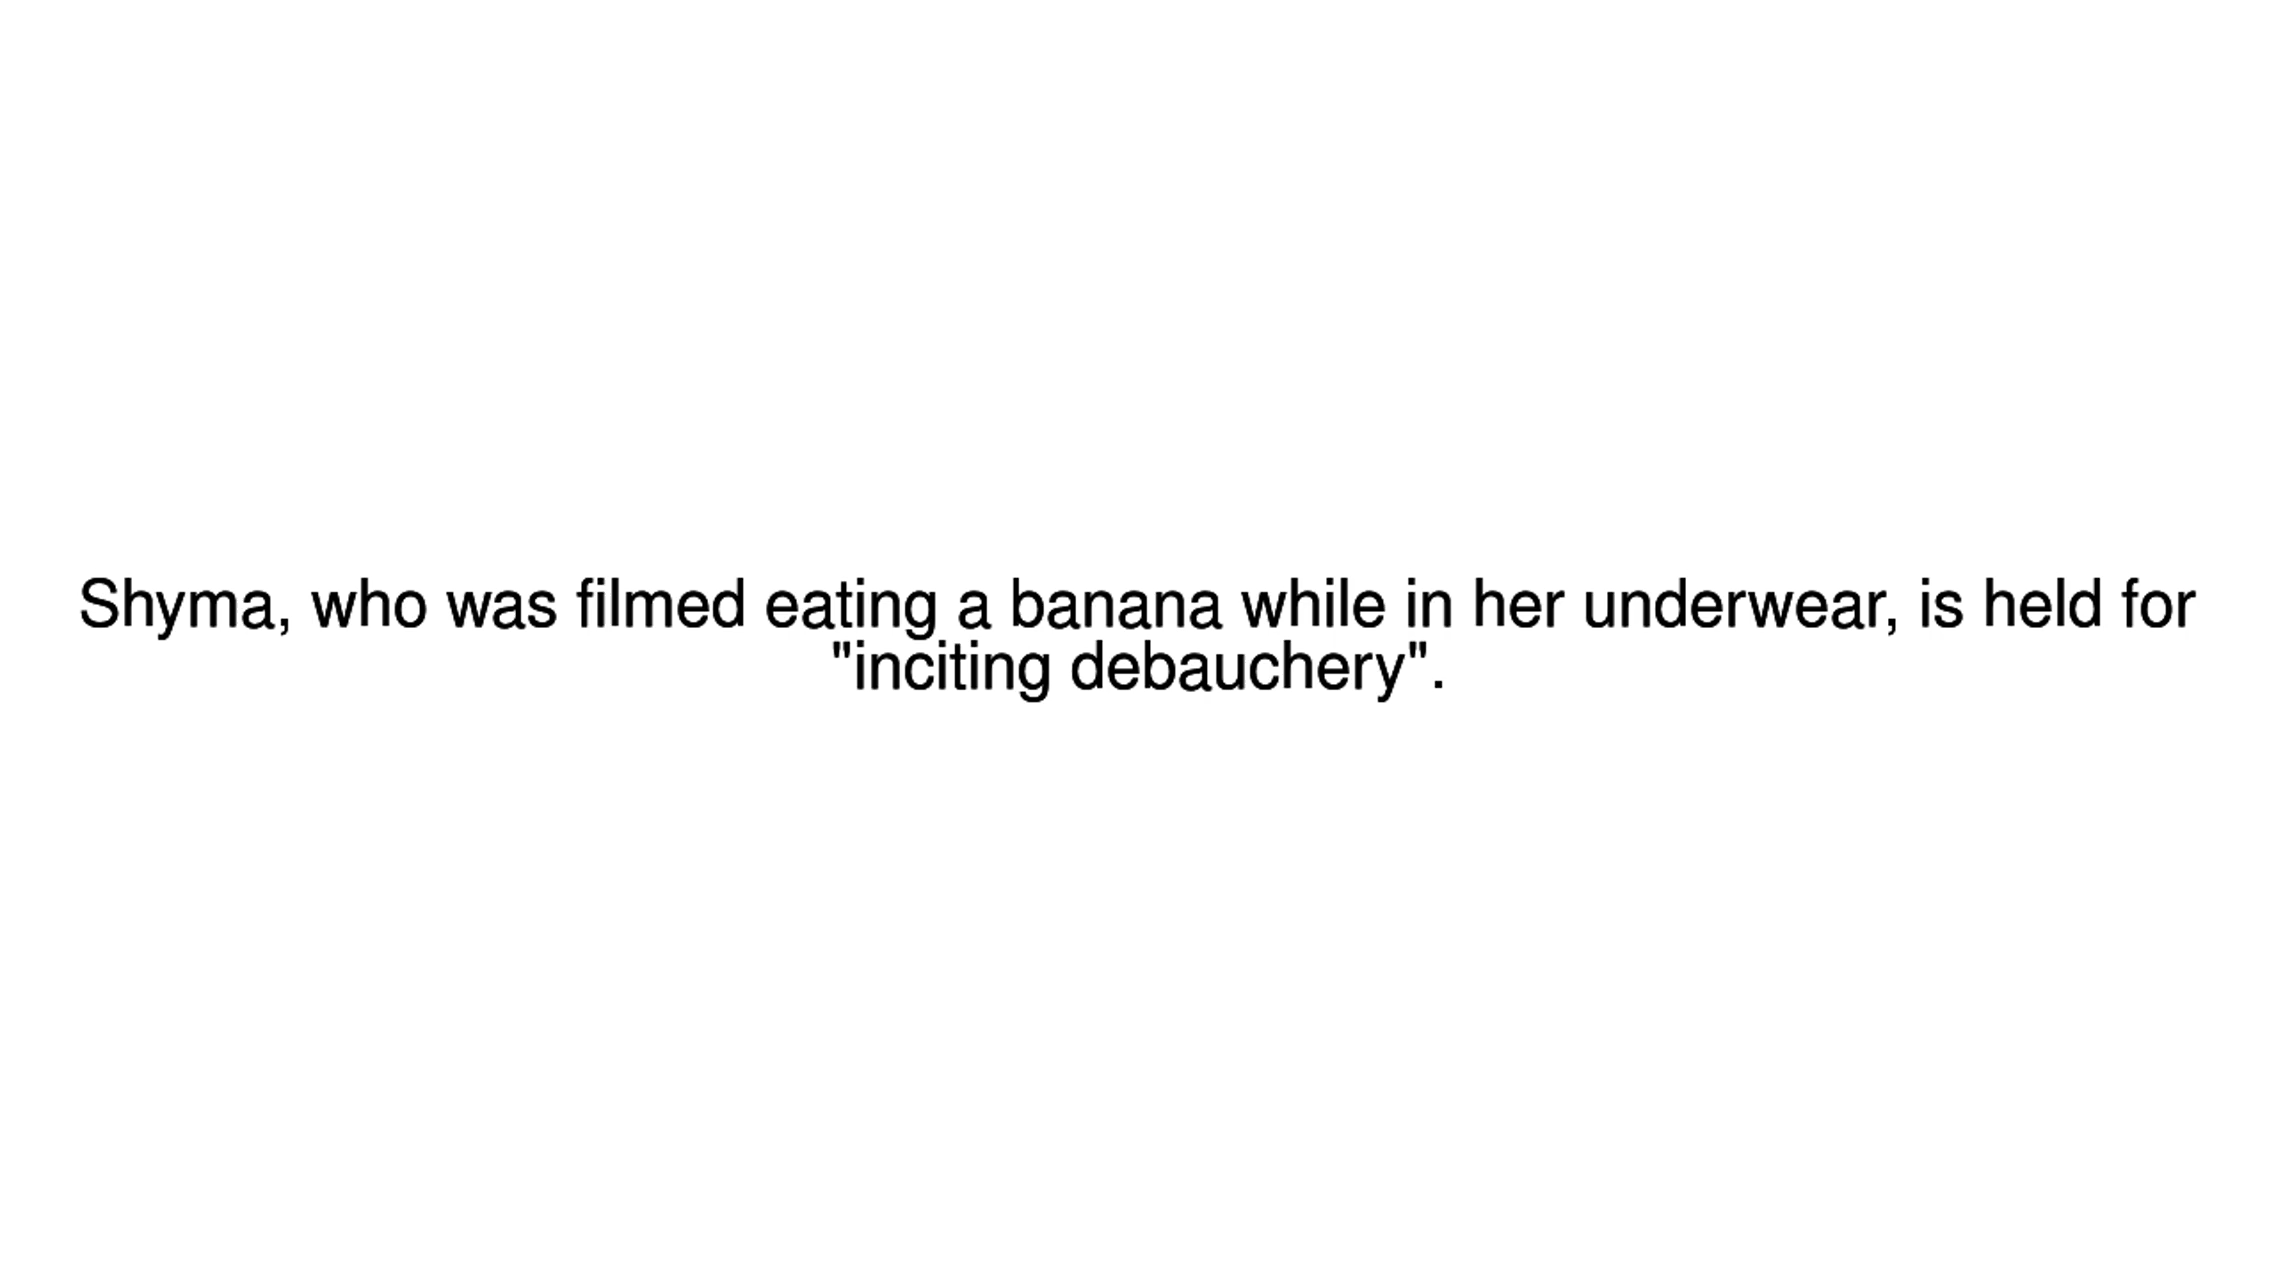 Shyma, who was filmed eating a banana while in her underwear, is held for
"inciting debauchery".